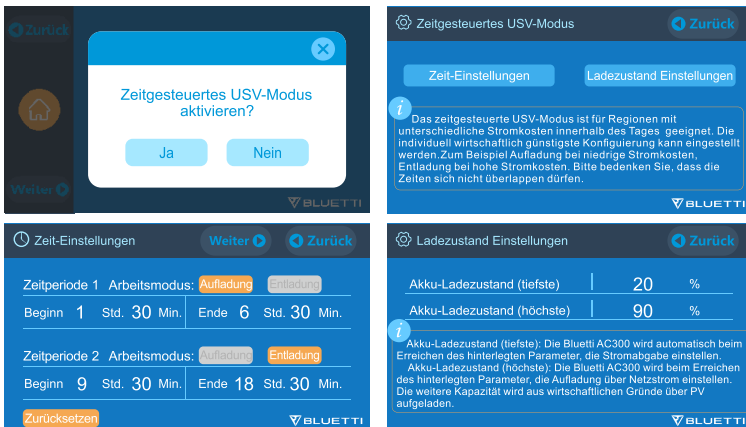 Zurück
Zeitgesteuertes USV-Modus
aktivieren?
Ja
Nein
Weiter
BLUETTI
Zeitgesteuertes USV-Modus
Zurück
Zeit-Einstellungen
Ladezustand Einstellungen
i
Das zeitgesteuerte USV-Modus ist für Regionen mit
unterschiedliche Stromkosten innerhalb des Tages geeignet. Die
individuell wirtschaftlich günstigste Konfiguierung kann eingestellt
werden.Zum Beispiel Aufladung bei niedrige Stromkosten,
Entladung bei hohe Stromkosten. Bitte bedenken Sie, dass die
Zeiten sich nicht überlappen dürfen.
BLUETTI
Zeit-Einstellungen
Weiter
Zurück
Zeitperiode 1 Arbeitsmodus: Aufladung Entladung
Beginn 1 Std. 30 Min. Ende 6 Std. 30 Min.
Zeitperiode 2 Arbeitsmodus: Aufladung Entladung
Beginn 9 Std. 30 Min. Ende 18 Std. 30 Min.
Zurücksetzen
BLUETTI
Ladezustand Einstellungen
Zurück
Akku-Ladezustand (tiefste) 20 %
Akku-Ladezustand (höchste) 90 %
i
Akku-Ladezustand (tiefste): Die Bluetti AC300 wird automatisch beim
Erreichen des hinterlegten Parameter, die Stromabgabe einstellen.
Akku-Ladezustand (höchste): Die Bluetti AC300 wird beim Erreichen
des hinterlegten Parameter, die Aufladung über Netzstrom einstellen.
Die weitere Kapazität wird aus wirtschaftlichen Gründe über PV
aufgeladen.
BLUETTI